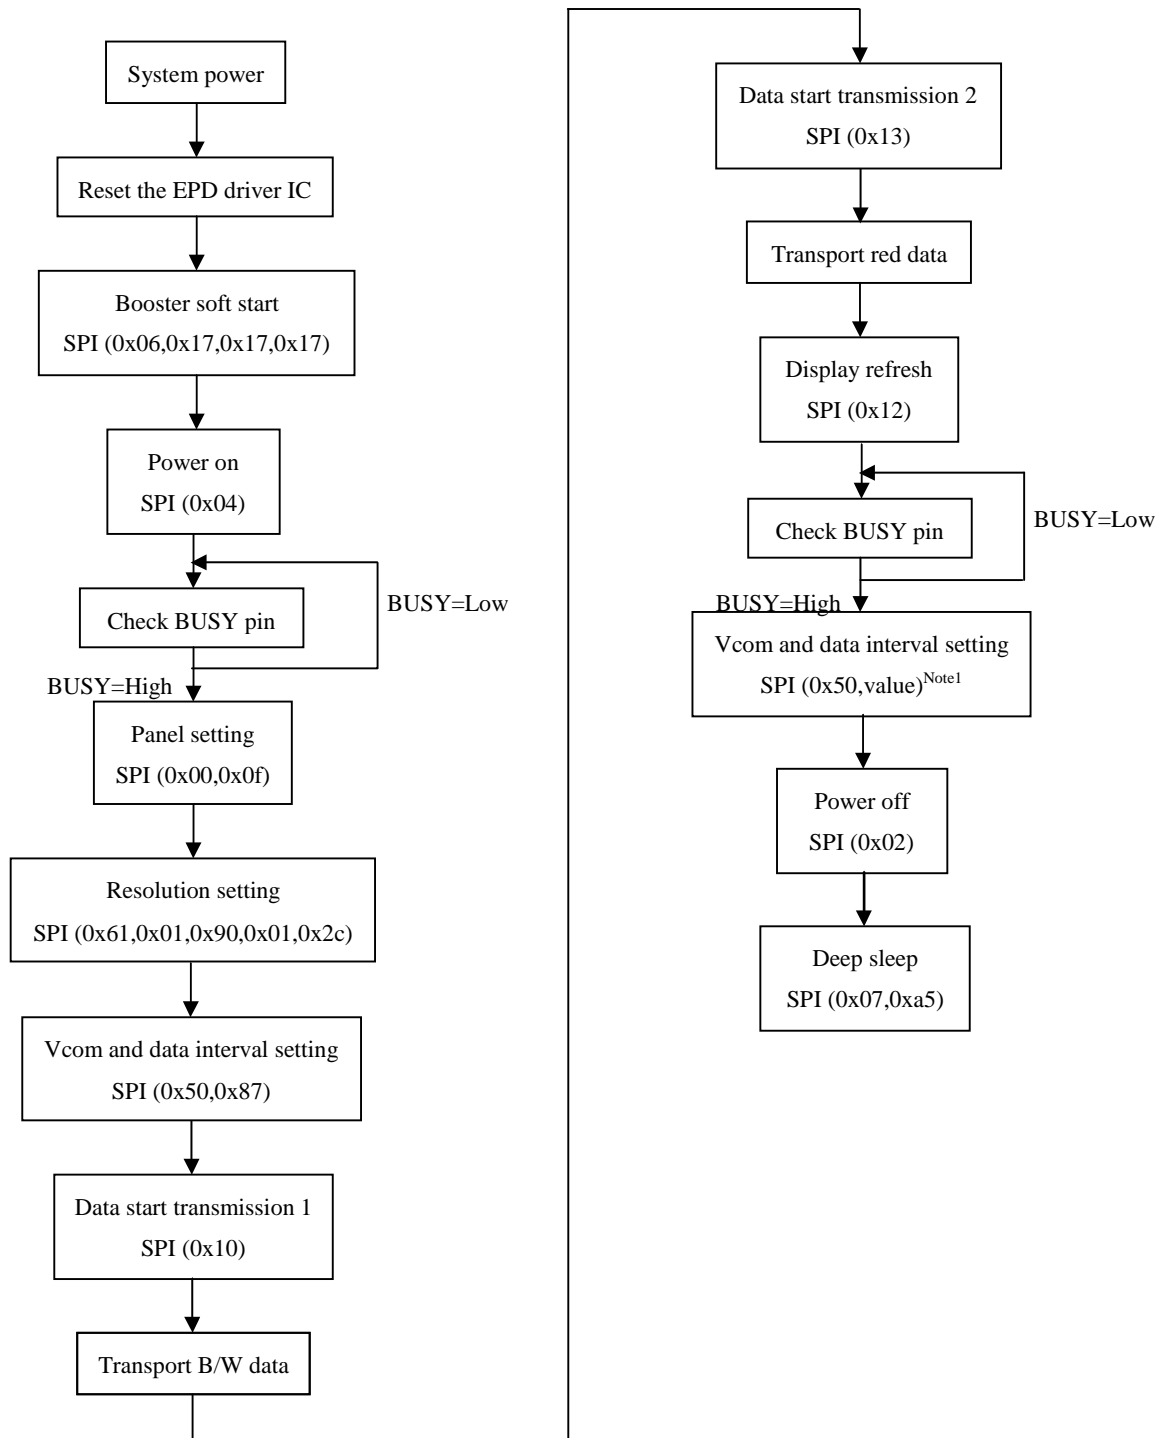 System power
Reset the EPD driver IC
Booster soft start
SPI (0x06,0x17,0x17,0x17)
Power on
SPI (0x04)
BUSY=Low
Check BUSY pin
BUSY=High
Panel setting
SPI (0x00,0x0f)
Resolution setting
SPI (0x61,0x01,0x90,0x01,0x2c)
Vcom and data interval setting
SPI (0x50,0x87)
Data start transmission 1
SPI (0x10)
Transport B/W data
Data start transmission 2
SPI (0x13)
Transport red data
Display refresh
SPI (0x12)
BUSY=Low
Check BUSY pin
BUSY=High
Vcom and data interval setting
SPI (0x50,value)Note1
Power off
SPI (0x02)
Deep sleep
SPI (0x07,0xa5)